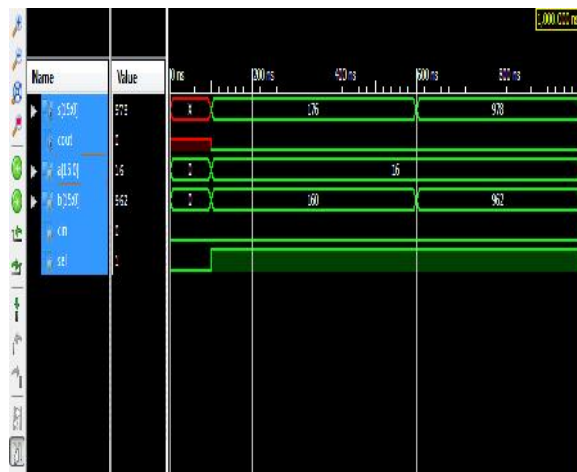 1,000.000 ns
Name Value 0 ns 200 ns 400 ns 600 ns 800 ns
s[15:0] 978 X 176 978
cout 0
a[15:0] 16 0 16
b[15:0] 962 0 160 962
cin 0
sel 1